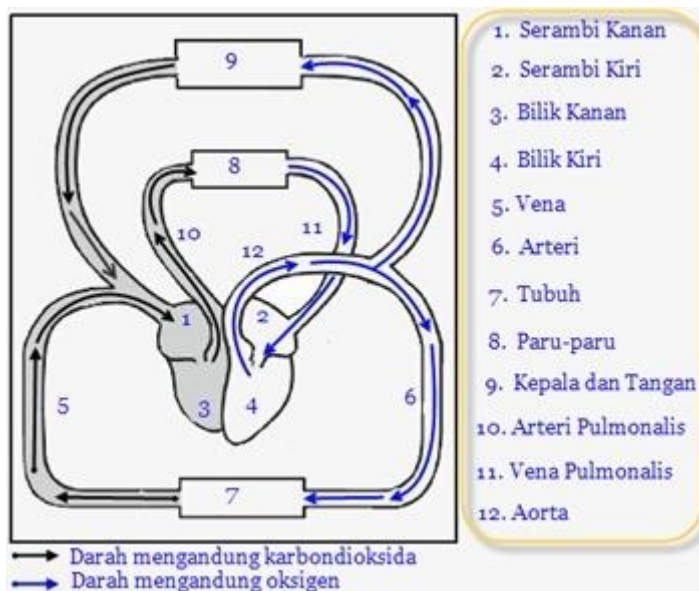 9
8
10
11
12
1
2
3
4
5
6
7
Darah mengandung karbondioksida
Darah mengandung oksigen
1. Serambi Kanan
2. Serambi Kiri
3. Bilik Kanan
4. Bilik Kiri
5. Vena
6. Arteri
7. Tubuh
8. Paru-paru
9. Kepala dan Tangan
10. Arteri Pulmonalis
11. Vena Pulmonalis
12. Aorta